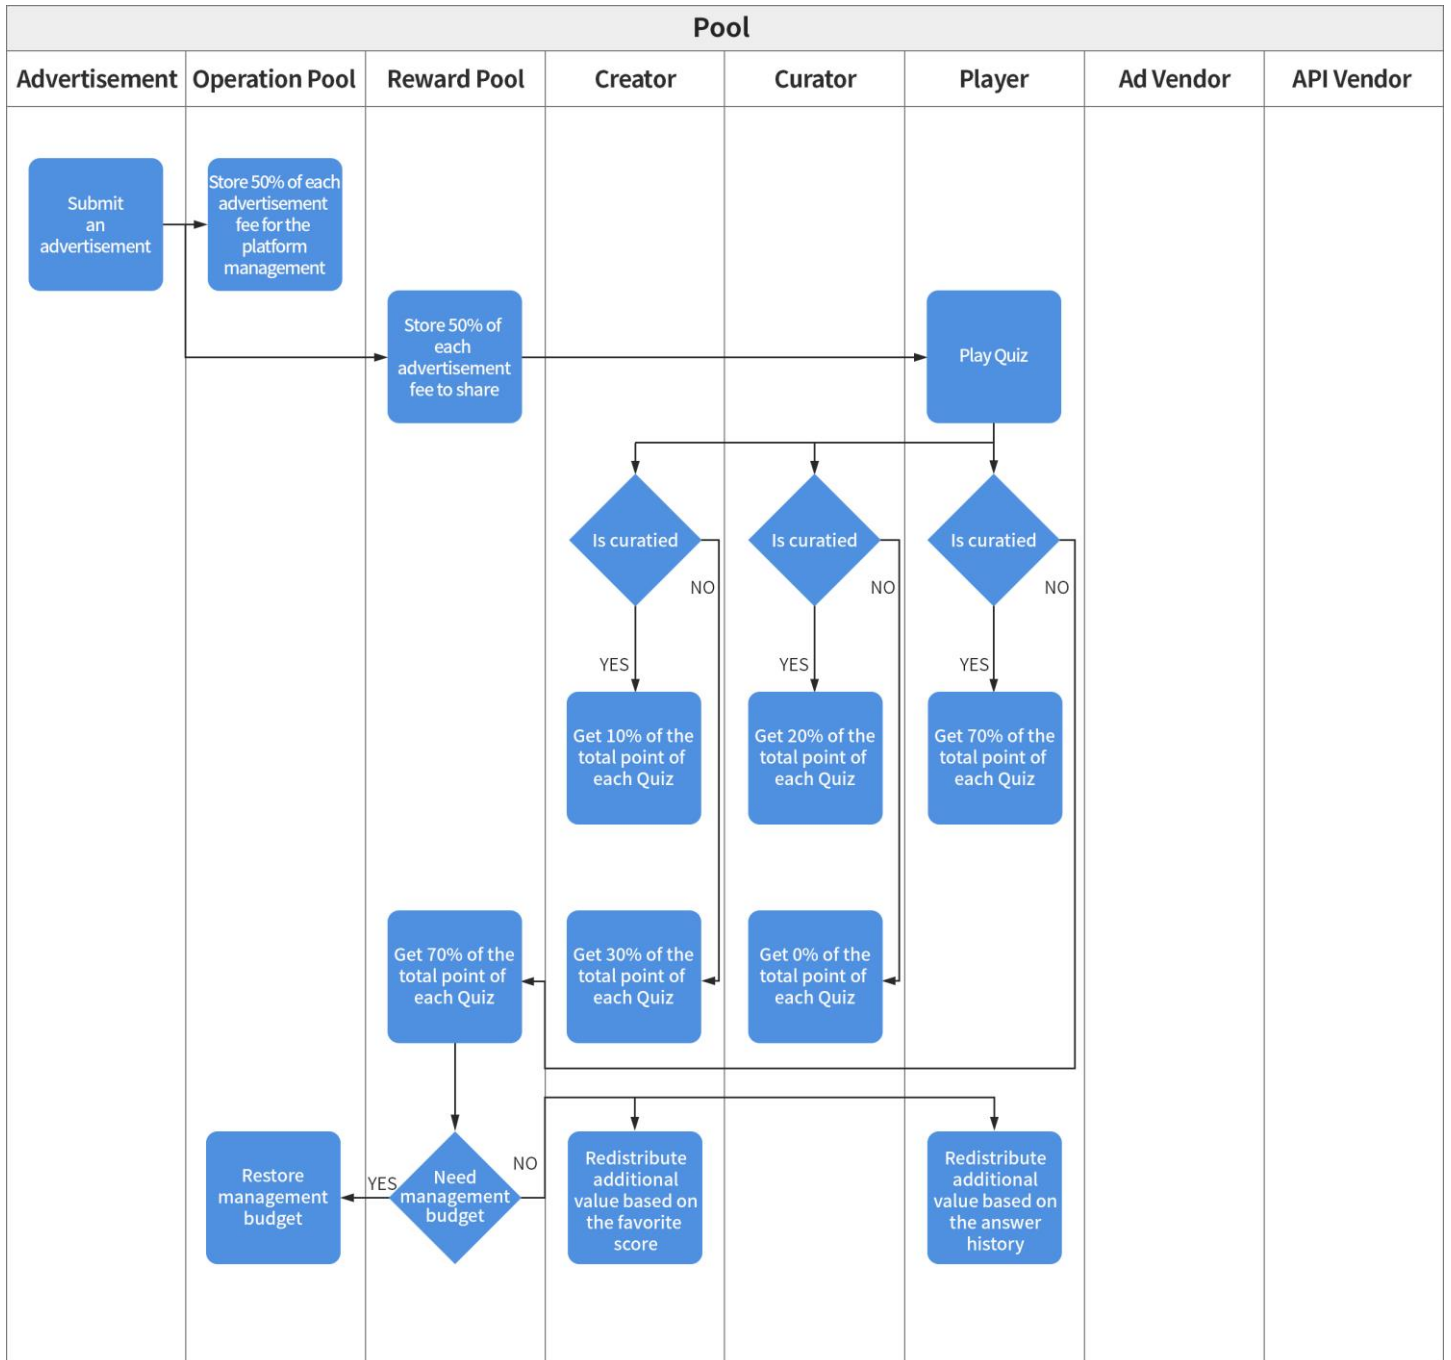 Pool
Advertisement
Operation Pool
Reward Pool
Creator
Curator
Player
Ad Vendor
API Vendor
Submit
an
advertisement
Store 50% of each
advertisement
fee for the
platform
management
Store 50% of
each
advertisement
fee to share
Play Quiz
Is curatied
NO
YES
Is curatied
NO
YES
Is curatied
NO
YES
Get 10% of the
total point of
each Quiz
Get 20% of the
total point of
each Quiz
Get 70% of the
total point of
each Quiz
Get 70% of the
total point of
each Quiz
Get 30% of the
total point of
each Quiz
Get 0% of the
total point of
each Quiz
Restore
management
budget
YES
Need
management
budget
NO
Redistribute
additional
value based on
the favorite
score
Redistribute
additional
value based on
the answer
history